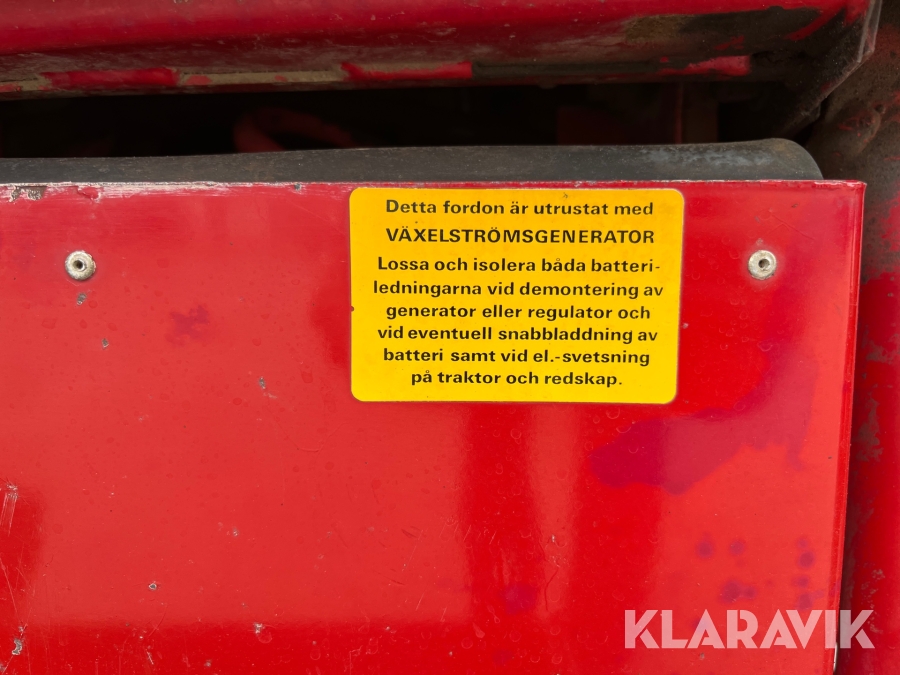 Detta fordon är utrustat med
VÄXELSTRÖMSGENERATOR
Lossa och isolera båda batteri-
ledningarna vid demontering av
generator eller regulator och
vid eventuell snabbladdning av
batteri samt vid el.-svetsning
på traktor och redskap.
KLARAVIK